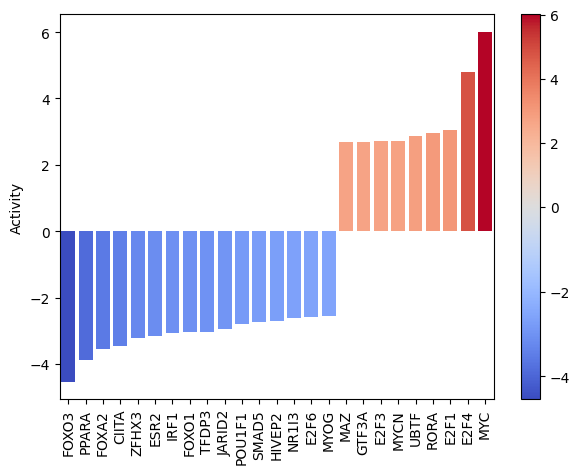 Activity
6
4
2
0
−2
−4
FOXO3
PPARA
FOXA2
CIITA
ZFHX3
ESR2
IRF1
FOXO1
TFDP3
JARID2
POU1F1
SMAD5
HIVEP2
NR1I3
E2F6
MYOG
MAZ
GTF3A
E2F3
MYCN
UBTF
RORA
E2F1
E2F4
MYC
6
4
2
0
−2
−4